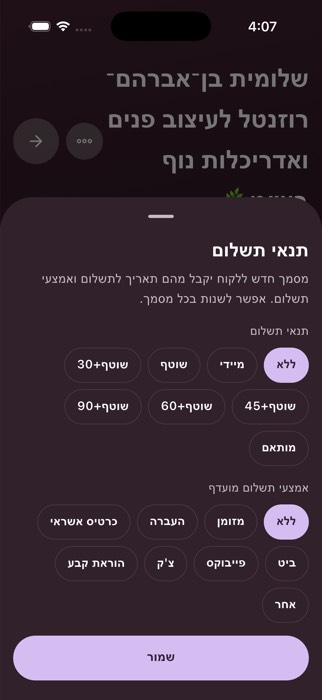 4:07
שלומית בן־אברהם־
רוזנטל לעיצוב פנים
ואדריכלות נוף
תנאי תשלום
מסמך חדש ללקוח יקבל מהם תאריך לתשלום ואמצעי
תשלום. אפשר לשנות בכל מסמך.
תנאי תשלום
ללא מיידי שוטף שוטף+30
שוטף+45 שוטף+60 שוטף+90
מותאם
אמצעי תשלום מועדף
ללא מזומן העברה כרטיס אשראי
ביט פייבוקס צ'ק הוראת קבע
אחר
שמור